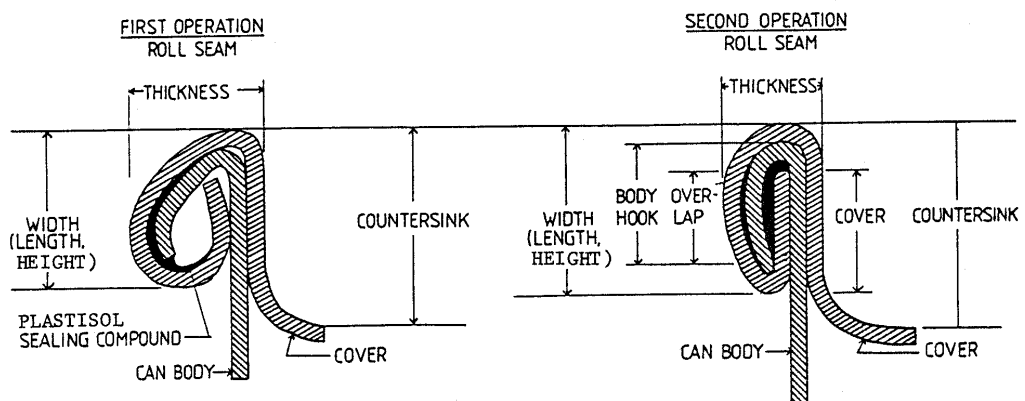 FIRST OPERATION
ROLL SEAM
THICKNESS
WIDTH
(LENGTH,
HEIGHT)
COUNTERSINK
PLASTISOL
SEALING COMPOUND
COVER
CAN BODY
SECOND OPERATION
ROLL SEAM
THICKNESS
WIDTH
(LENGTH,
HEIGHT)
BODY
HOOK
OVER-
LAP
COVER
COUNTERSINK
CAN BODY
COVER